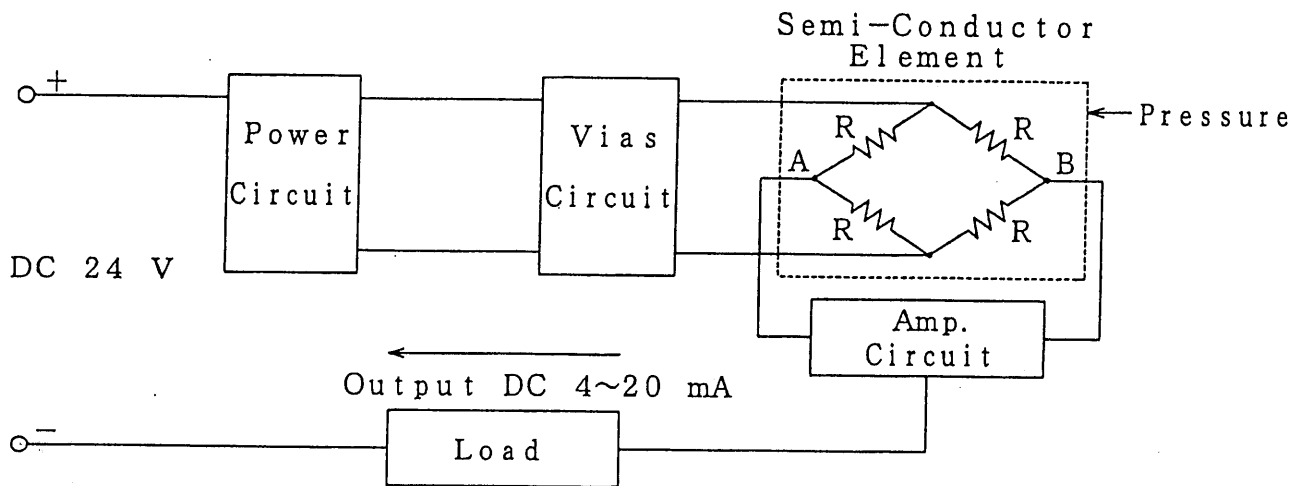 Semi-Conductor
Element
+
Power
Circuit
Vias
Circuit
R
R
A
B
R
R
Pressure
DC 24 V
Amp.
Circuit
Output DC 4~20 mA
−
Load